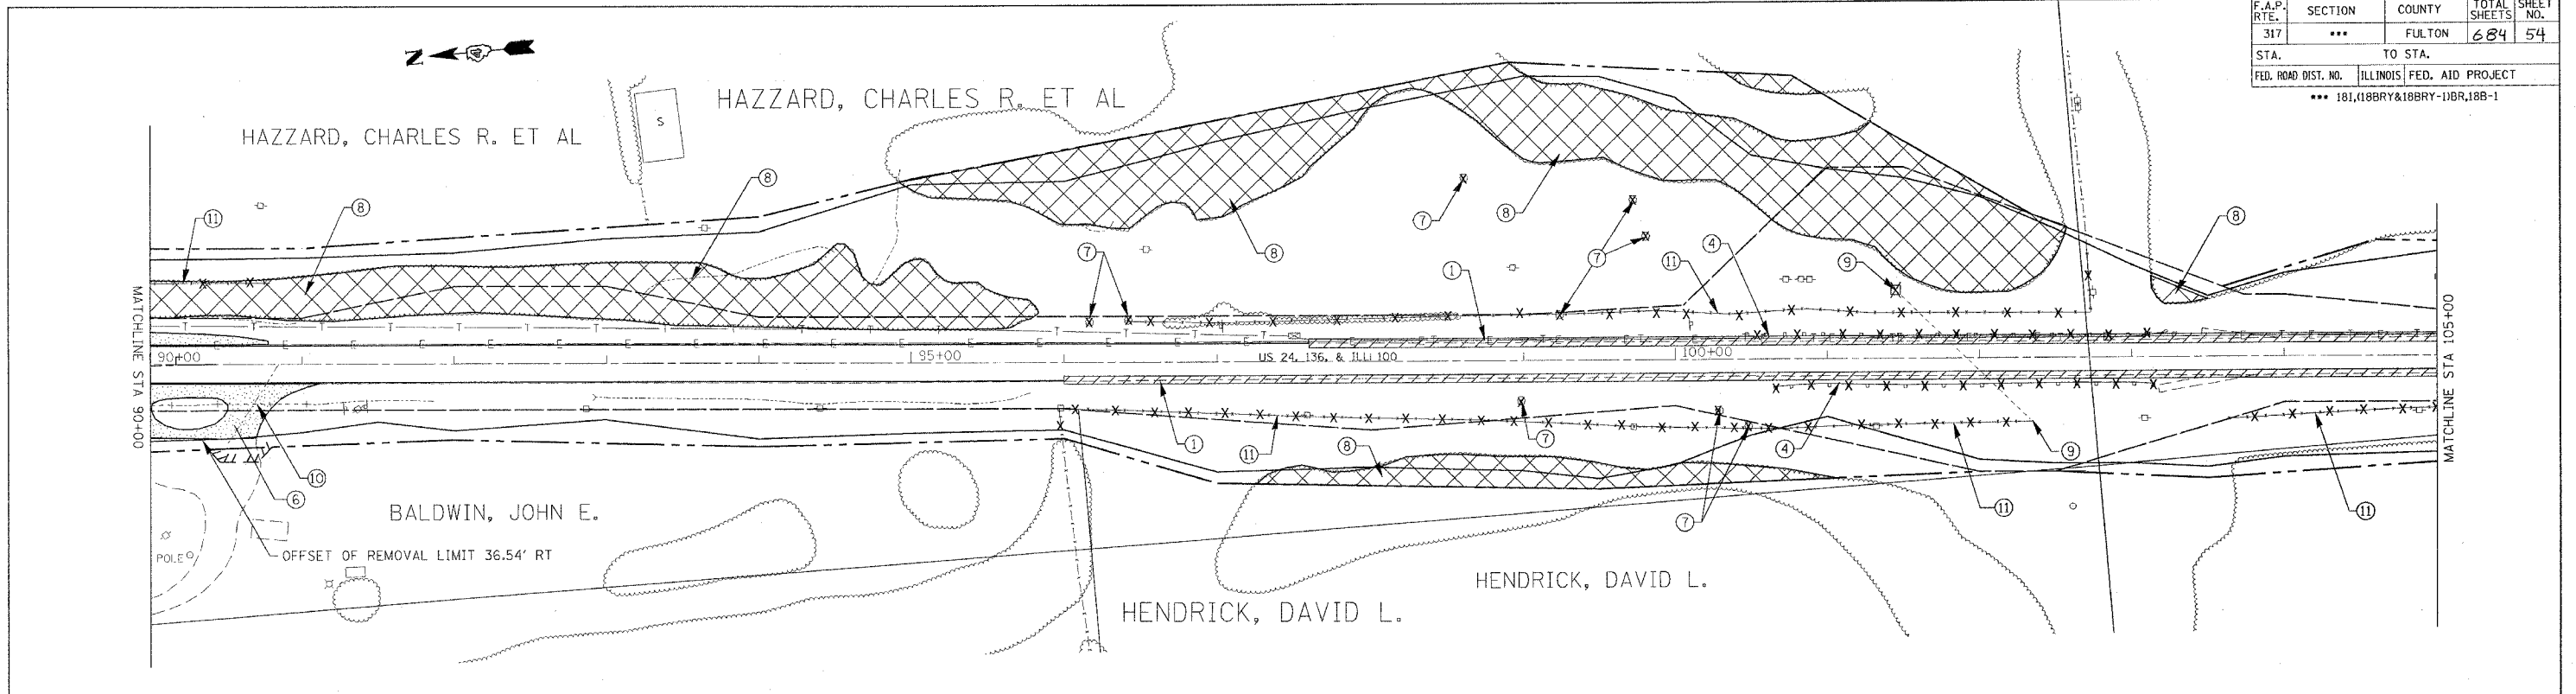 F.A.P. RTE. SECTION COUNTY TOTAL SHEETS SHEET NO.
317 *** FULTON 684 54
STA. TO STA.
FED. ROAD DIST. NO. ILLINOIS FED. AID PROJECT
*** 18I,(18BRY&18BRY-1)BR,18B-1
Z
HAZZARD, CHARLES R. ET AL
HAZZARD, CHARLES R. ET AL
S
8
11
8
8
7
8
8
7
7
4
11
1
9
8
7
MATCHLINE STA 90+00
90+00
95+00
US 24, 136, & ILL 100
100+00
P
MATCHLINE STA 105+00
1
11
8
7
7
4
11
9
11
10
6
BALDWIN, JOHN E.
OFFSET OF REMOVAL LIMIT 36.54' RT
POLE
HENDRICK, DAVID L.
HENDRICK, DAVID L.